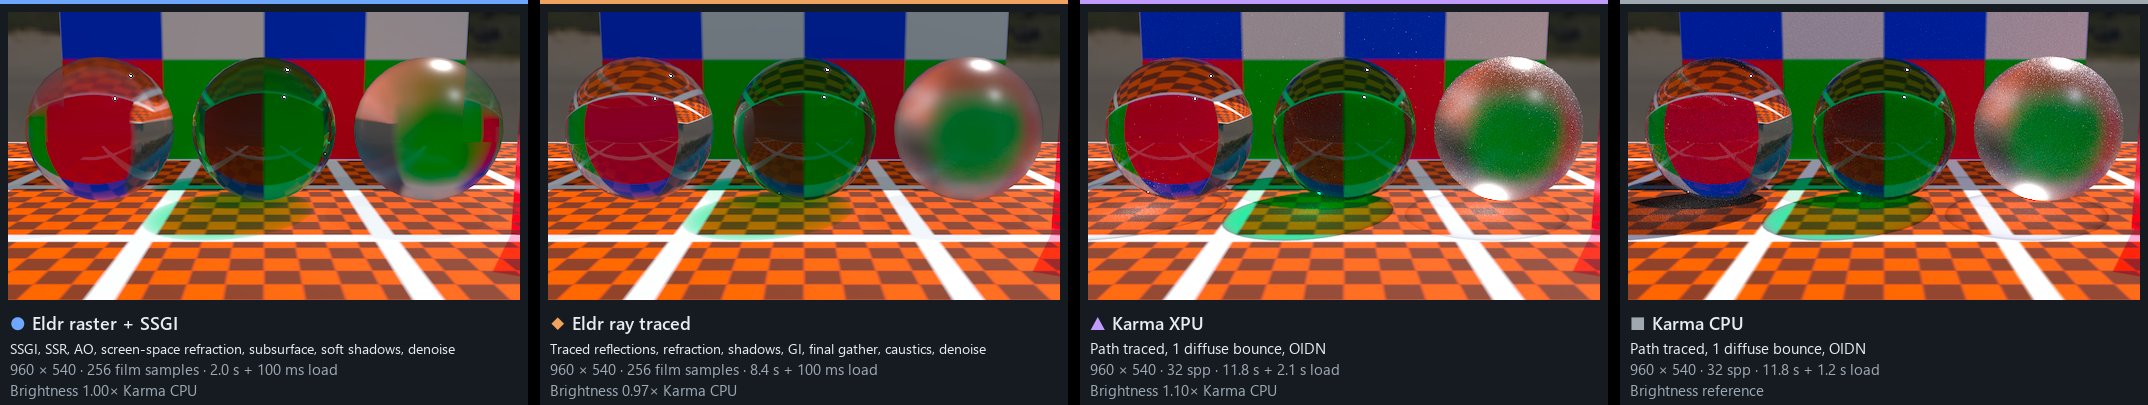 Eldr raster + SSGI
SSGI, SSR, AO, screen-space refraction, subsurface, soft shadows, denoise
960 × 540 · 256 film samples · 2.0 s + 100 ms load
Brightness 1.00× Karma CPU
Eldr ray traced
Traced reflections, refraction, shadows, GI, final gather, caustics, denoise
960 × 540 · 256 film samples · 8.4 s + 100 ms load
Brightness 0.97× Karma CPU
Karma XPU
Path traced, 1 diffuse bounce, OIDN
960 × 540 · 32 spp · 11.8 s + 2.1 s load
Brightness 1.10× Karma CPU
Karma CPU
Path traced, 1 diffuse bounce, OIDN
960 × 540 · 32 spp · 11.8 s + 1.2 s load
Brightness reference